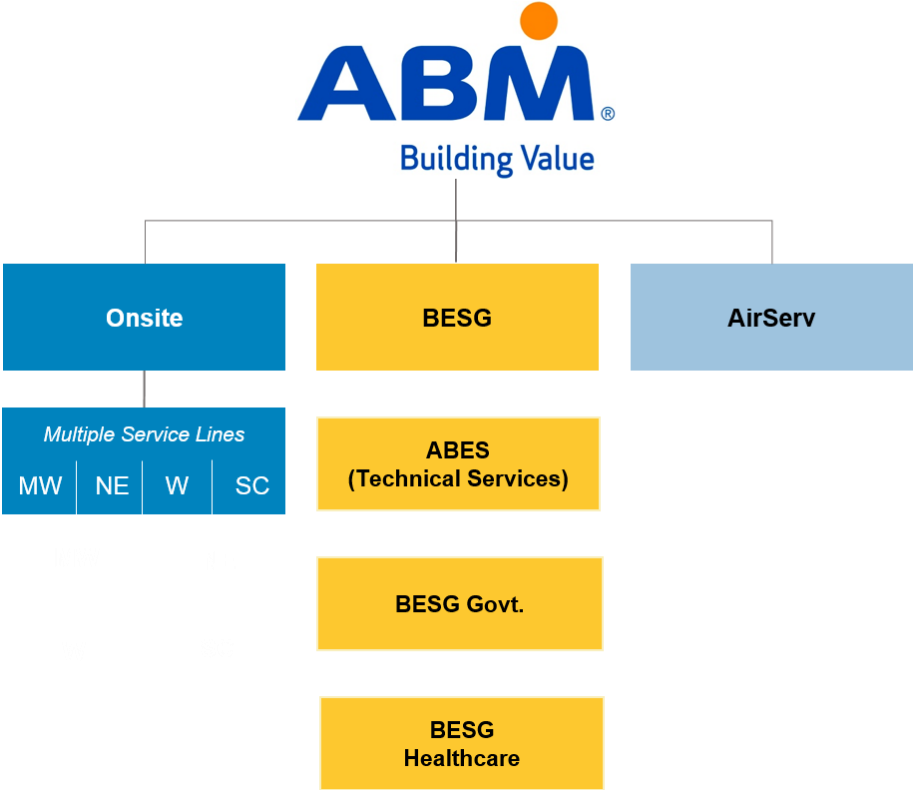 ABM®
Building Value
Onsite
BESG
AirServ
Multiple Service Lines
MW NE W SC
ABES
(Technical Services)
BESG Govt.
BESG
Healthcare